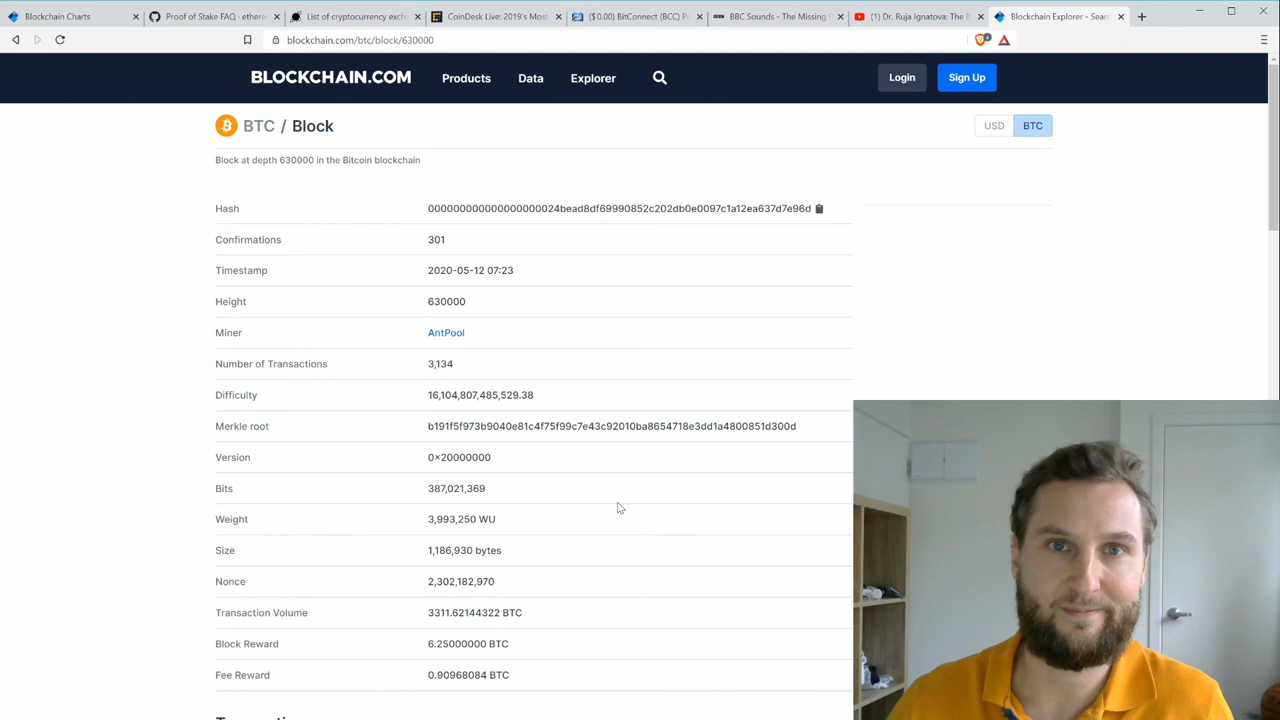 Blockchain Charts
Proof of Stake FAQ · ethere
List of cryptocurrency exch
CoinDesk Live: 2019's Most
($0.00) BitConnect (BCC) Pr
BBC Sounds - The Missing
(1) Dr. Ruja Ignatova: The
Blockchain Explorer - Sear
blockchain.com/btc/block/630000
BLOCKCHAIN.COM Products Data Explorer Login Sign Up
BTC / Block USD BTC
Block at depth 630000 in the Bitcoin blockchain
Hash 0000000000000000000024bead8df69990852c202db0e0097c1a12ea637d7e96d
Confirmations 301
Timestamp 2020-05-12 07:23
Height 630000
Miner AntPool
Number of Transactions 3,134
Difficulty 16,104,807,485,529.38
Merkle root b191f5f973b9040e81c4f75f99c7e43c92010ba8654718e3dd1a4800851d300d
Version 0×20000000
Bits 387,021,369
Weight 3,993,250 WU
Size 1,186,930 bytes
Nonce 2,302,182,970
Transaction Volume 3311.62144322 BTC
Block Reward 6.25000000 BTC
Fee Reward 0.90968084 BTC